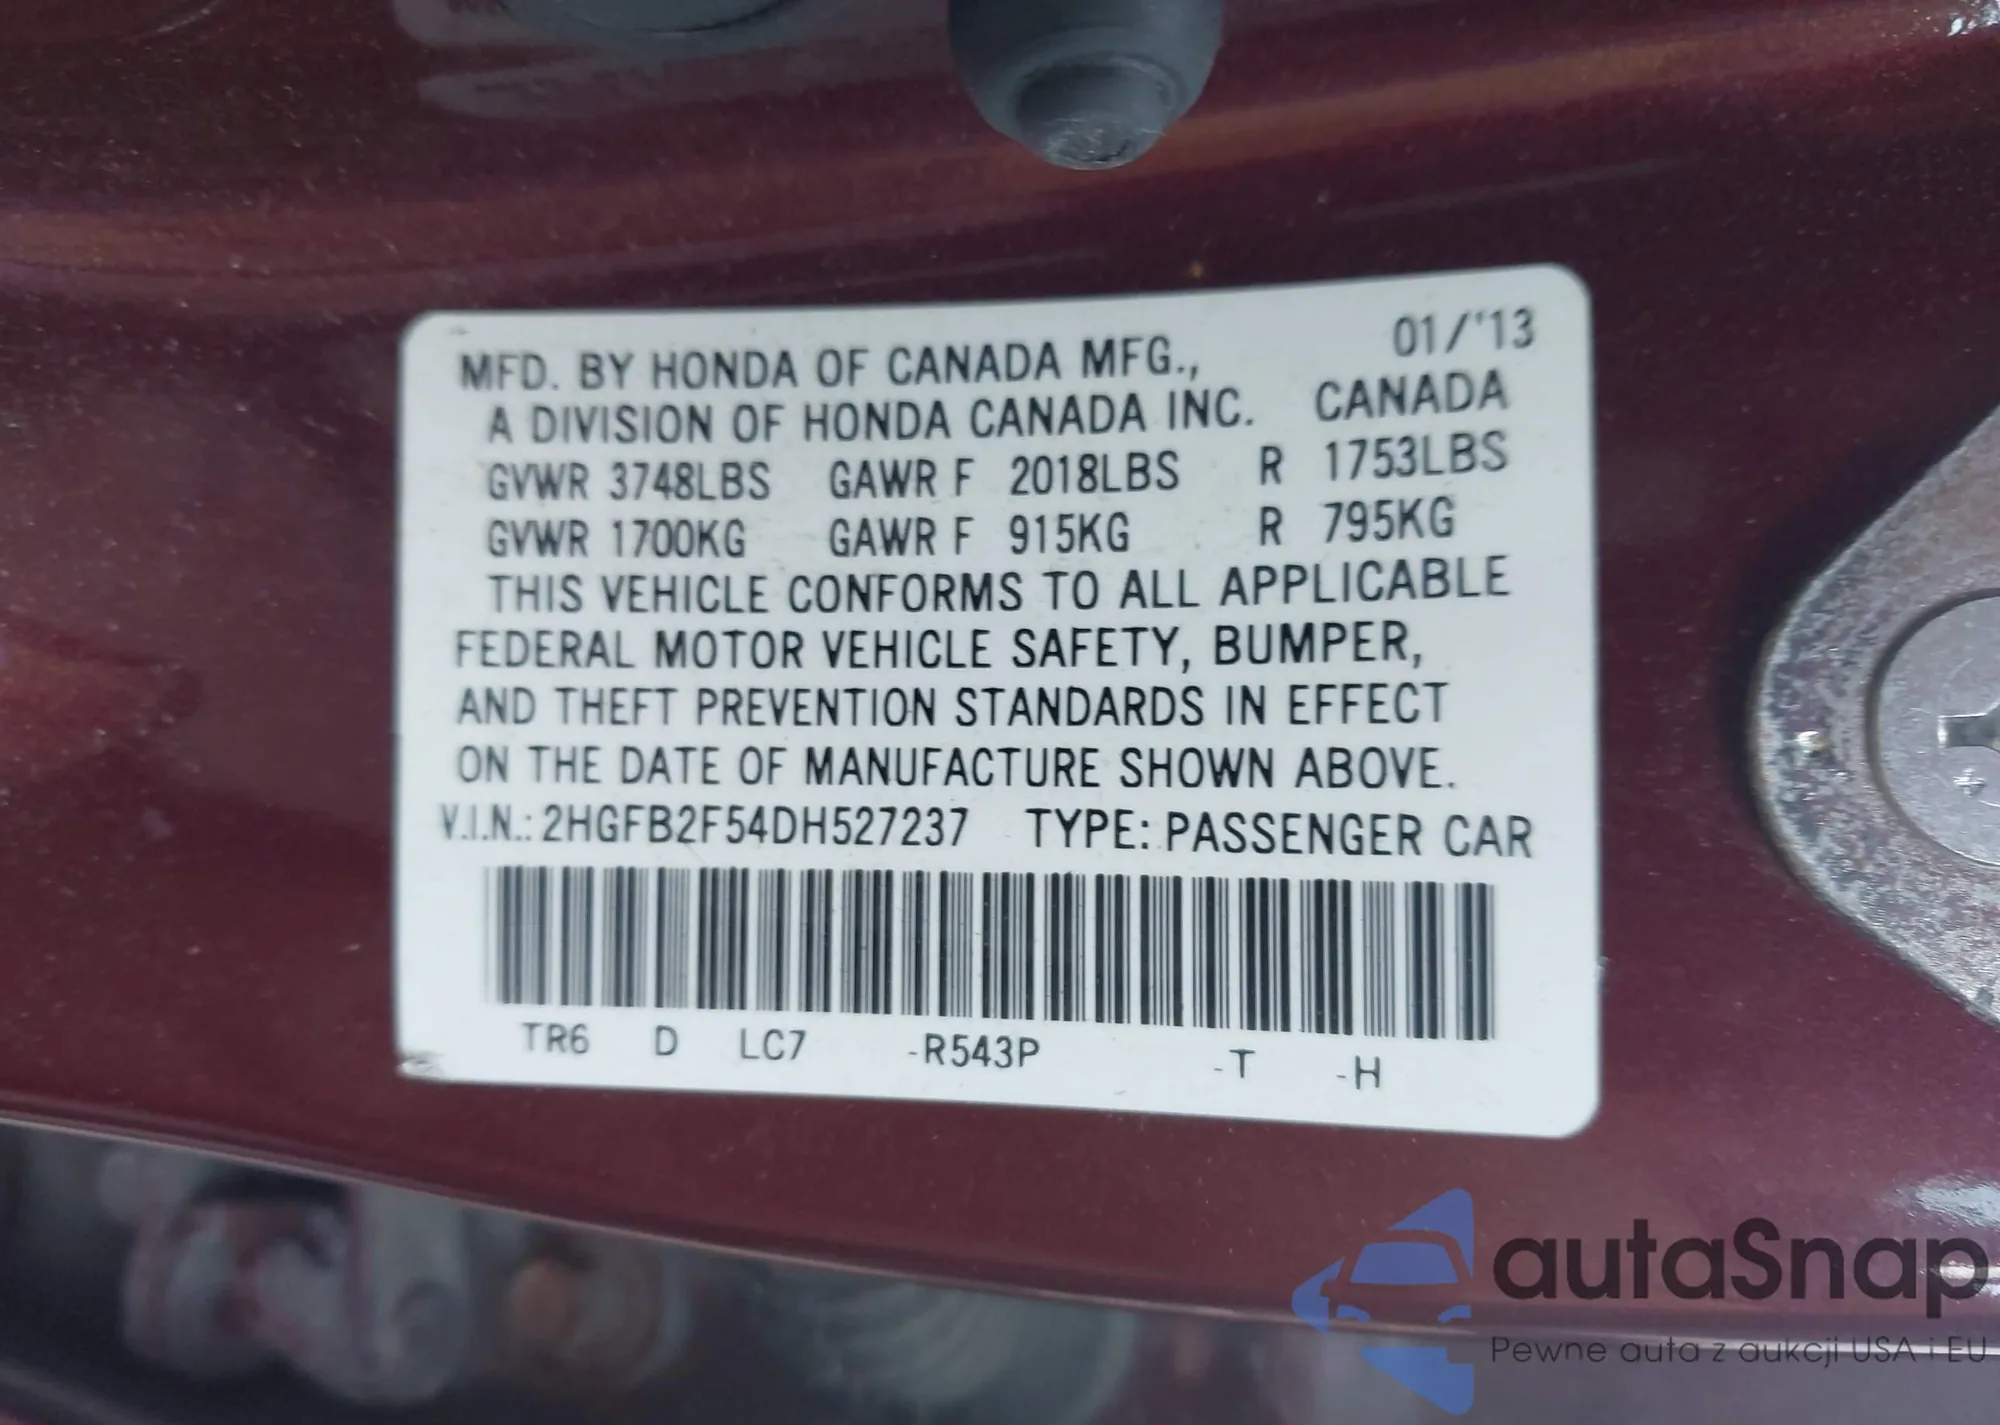 01/'13
MFD. BY HONDA OF CANADA MFG.,
A DIVISION OF HONDA CANADA INC. CANADA
GVWR 3748LBS GAWR F 2018LBS R 1753LBS
GVWR 1700KG GAWR F 915KG R 795KG
THIS VEHICLE CONFORMS TO ALL APPLICABLE
FEDERAL MOTOR VEHICLE SAFETY, BUMPER,
AND THEFT PREVENTION STANDARDS IN EFFECT
ON THE DATE OF MANUFACTURE SHOWN ABOVE.
V.I.N.: 2HGFB2F54DH527237 TYPE: PASSENGER CAR
TR6 D LC7 -R543P -T -H
autaSnap
Pewne auta z aukcji USA i EU